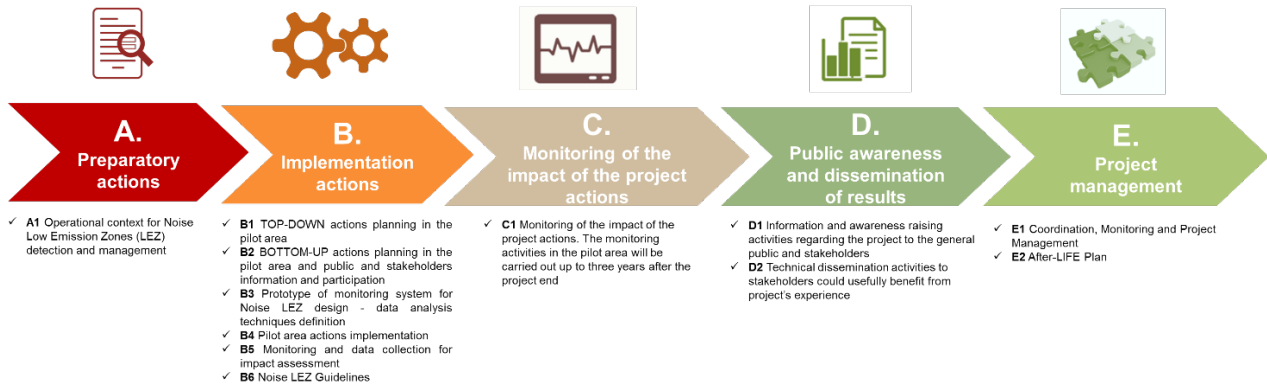 A.
Preparatory
actions
B.
Implementation
actions
C.
Monitoring of the
impact of the project
actions
D.
Public awareness
and dissemination
of results
E.
Project
management
✓ A1 Operational context for Noise
Low Emission Zones (LEZ)
detection and management
✓ B1 TOP-DOWN actions planning in the
pilot area
✓ B2 BOTTOM-UP actions planning in the
pilot area and public and stakeholders
information and participation
✓ B3 Prototype of monitoring system for
Noise LEZ design - data analysis
techniques definition
✓ B4 Pilot area actions implementation
✓ B5 Monitoring and data collection for
impact assessment
✓ B6 Noise LEZ Guidelines
✓ C1 Monitoring of the impact of the
project actions. The monitoring
activities in the pilot area will be
carried out up to three years after the
project end
✓ D1 Information and awareness raising
activities regarding the project to the general
public and stakeholders
✓ D2 Technical dissemination activities to
stakeholders could usefully benefit from
project's experience
✓ E1 Coordination, Monitoring and Project
Management
✓ E2 After-LIFE Plan